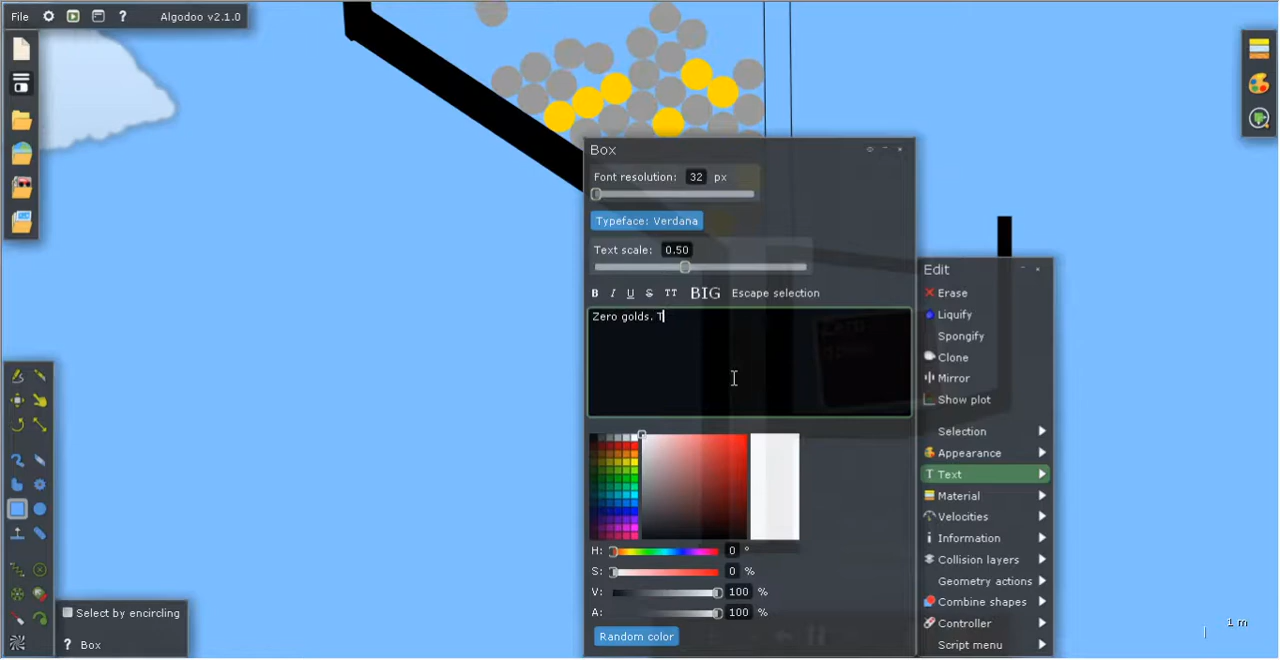 File ? Algodoo v2.1.0
Box
Font resolution: 32 px
Typeface: Verdana
Text scale: 0.50
B I U S TT BIG Escape selection
Zero golds. T
H: 0 °
S: 0 %
V: 100 %
A: 100 %
Random color
Edit
Erase
Liquify
Spongify
Clone
Mirror
Show plot
Selection
Appearance
T Text
Material
Velocities
Information
Collision layers
Geometry actions
Combine shapes
Controller
Script menu
Select by encircling
? Box
1 m